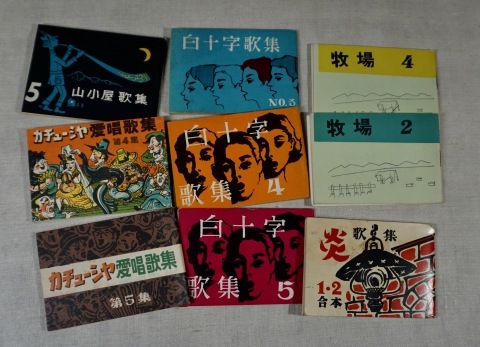 5 山小屋歌集
白十字歌集
NO.5
牧場 4
カチューシャ愛唱歌集
第4集
白十字
歌集 4
牧場 2
カチューシャ愛唱歌集
第5集
白十字
歌集 5
炎歌集
1・2
合本